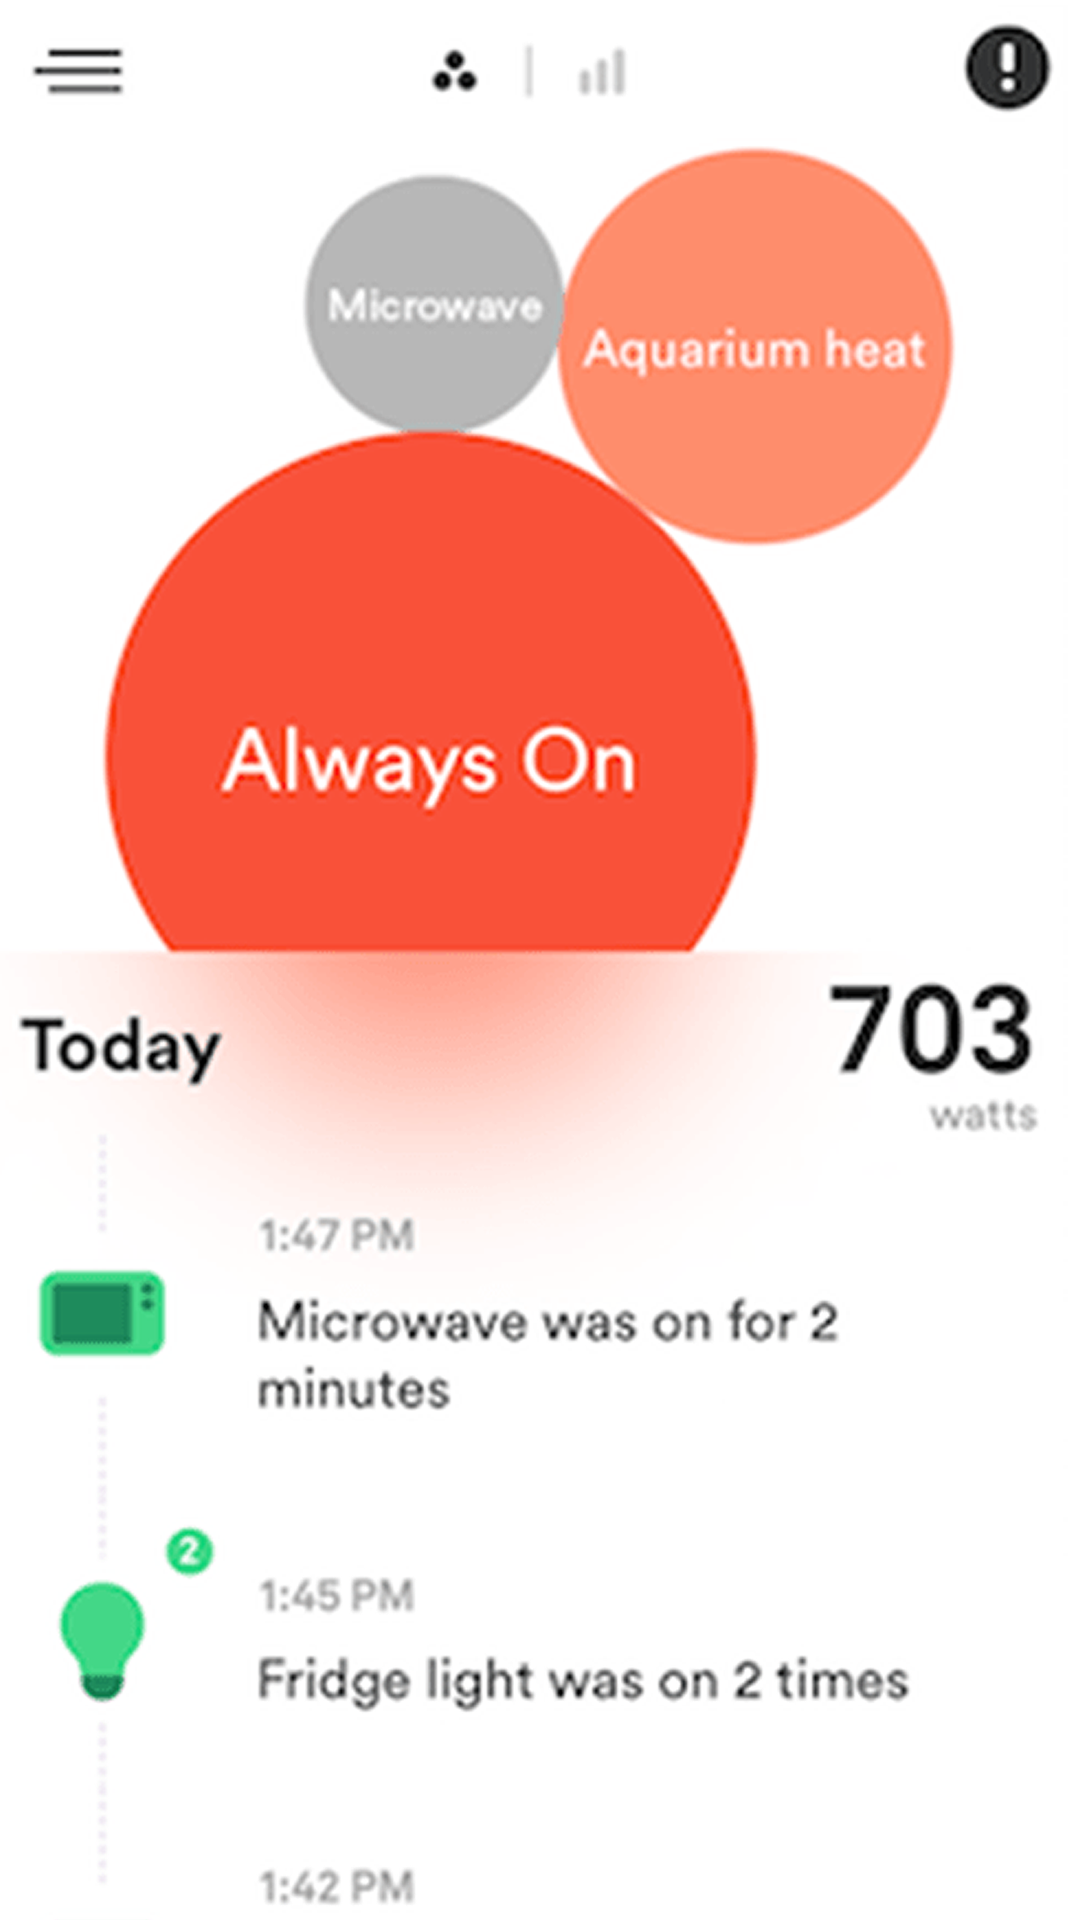 Microwave
Aquarium heat
Always On
Today
703
watts
1:47 PM
Microwave was on for 2
minutes
2
1:45 PM
Fridge light was on 2 times
1:42 PM